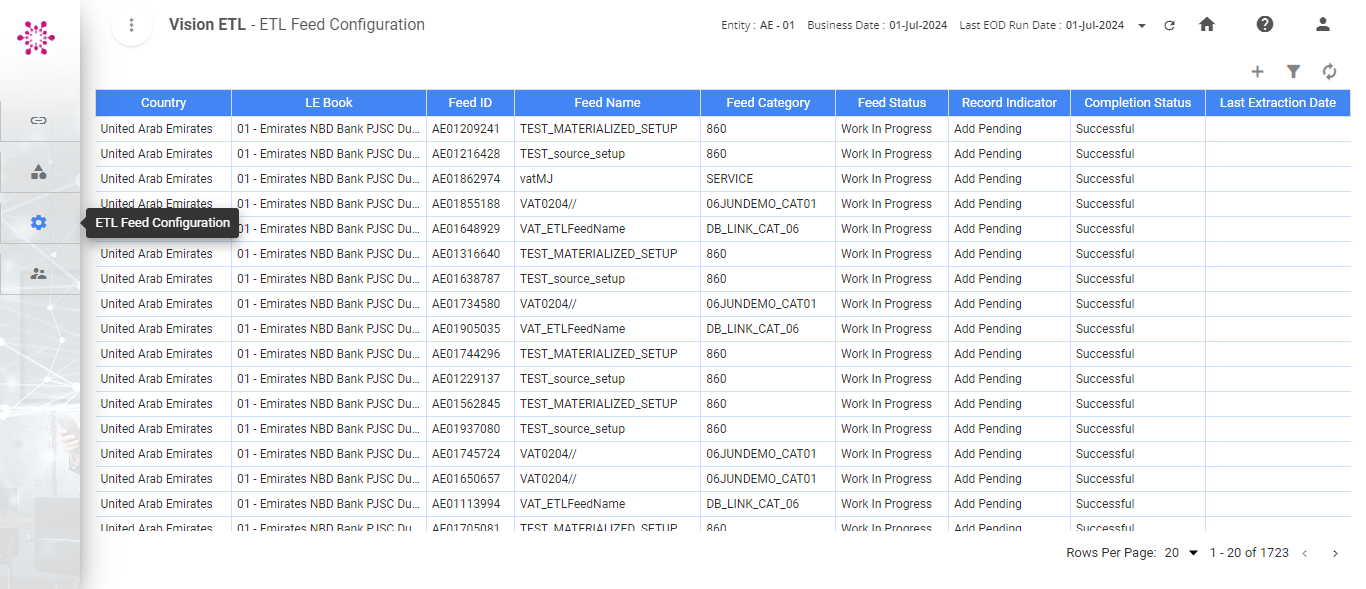 Vision ETL - ETL Feed Configuration
Entity : AE - 01 Business Date : 01-Jul-2024 Last EOD Run Date : 01-Jul-2024
Country LE Book Feed ID Feed Name Feed Category Feed Status Record Indicator Completion Status Last Extraction Date
United Arab Emirates 01 - Emirates NBD Bank PJSC Du... AE01209241 TEST_MATERIALIZED_SETUP 860 Work In Progress Add Pending Successful
United Arab Emirates 01 - Emirates NBD Bank PJSC Du... AE01216428 TEST_source_setup 860 Work In Progress Add Pending Successful
United Arab Emirates 01 - Emirates NBD Bank PJSC Du... AE01862974 vatMJ SERVICE Work In Progress Add Pending Successful
United Arab Emirates 01 - Emirates NBD Bank PJSC Du... AE01855188 VAT0204// 06JUNDEMO_CAT01 Work In Progress Add Pending Successful
ETL Feed Configuration
01 - Emirates NBD Bank PJSC Du... AE01648929 VAT_ETLFeedName DB_LINK_CAT_06 Work In Progress Add Pending Successful
United Arab Emirates 01 - Emirates NBD Bank PJSC Du... AE01316640 TEST_MATERIALIZED_SETUP 860 Work In Progress Add Pending Successful
United Arab Emirates 01 - Emirates NBD Bank PJSC Du... AE01638787 TEST_source_setup 860 Work In Progress Add Pending Successful
United Arab Emirates 01 - Emirates NBD Bank PJSC Du... AE01734580 VAT0204// 06JUNDEMO_CAT01 Work In Progress Add Pending Successful
United Arab Emirates 01 - Emirates NBD Bank PJSC Du... AE01905035 VAT_ETLFeedName DB_LINK_CAT_06 Work In Progress Add Pending Successful
United Arab Emirates 01 - Emirates NBD Bank PJSC Du... AE01744296 TEST_MATERIALIZED_SETUP 860 Work In Progress Add Pending Successful
United Arab Emirates 01 - Emirates NBD Bank PJSC Du... AE01229137 TEST_source_setup 860 Work In Progress Add Pending Successful
United Arab Emirates 01 - Emirates NBD Bank PJSC Du... AE01562845 TEST_MATERIALIZED_SETUP 860 Work In Progress Add Pending Successful
United Arab Emirates 01 - Emirates NBD Bank PJSC Du... AE01937080 TEST_source_setup 860 Work In Progress Add Pending Successful
United Arab Emirates 01 - Emirates NBD Bank PJSC Du... AE01745724 VAT0204// 06JUNDEMO_CAT01 Work In Progress Add Pending Successful
United Arab Emirates 01 - Emirates NBD Bank PJSC Du... AE01650657 VAT0204// 06JUNDEMO_CAT01 Work In Progress Add Pending Successful
United Arab Emirates 01 - Emirates NBD Bank PJSC Du... AE01113994 VAT_ETLFeedName DB_LINK_CAT_06 Work In Progress Add Pending Successful
United Arab Emirates 01 - Emirates NBD Bank PJSC Du... AE01705081 TEST_MATERIALIZED_SETUP 860 Work In Progress Add Pending Successful
Rows Per Page: 20 1 - 20 of 1723